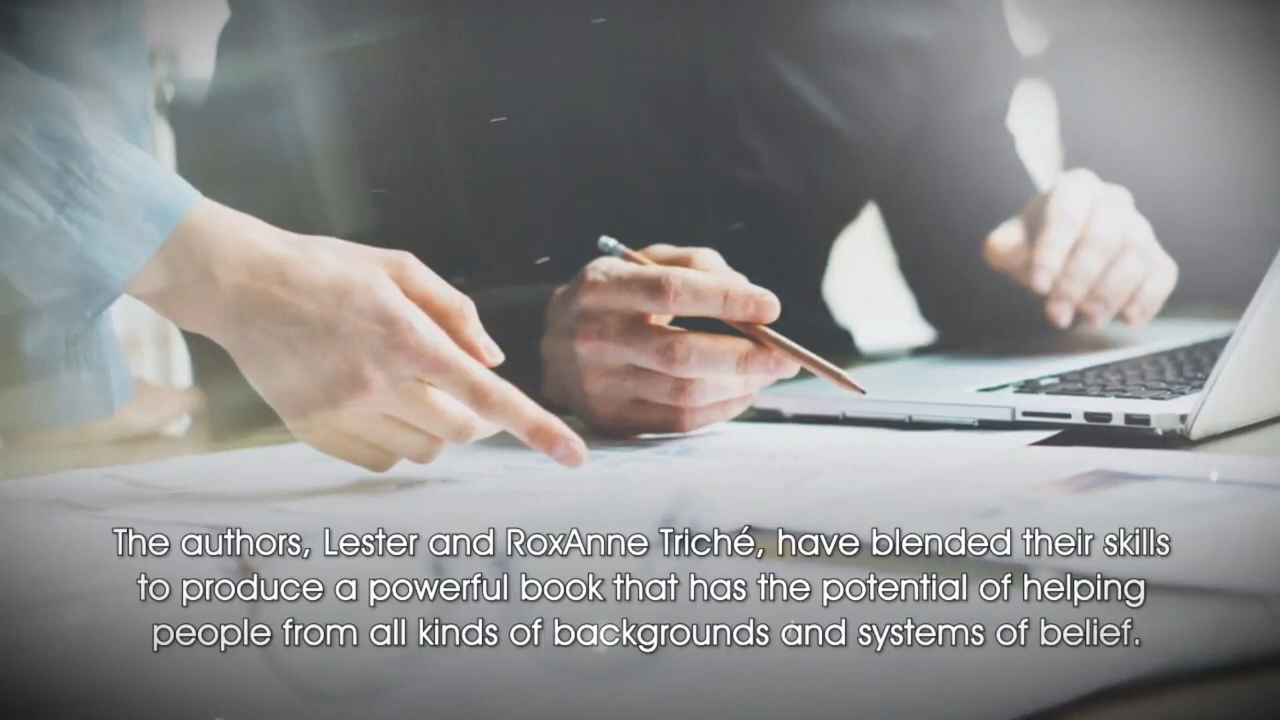 The authors, Lester and RoxAnne Triché, have blended their skills
to produce a powerful book that has the potential of helping
people from all kinds of backgrounds and systems of belief.